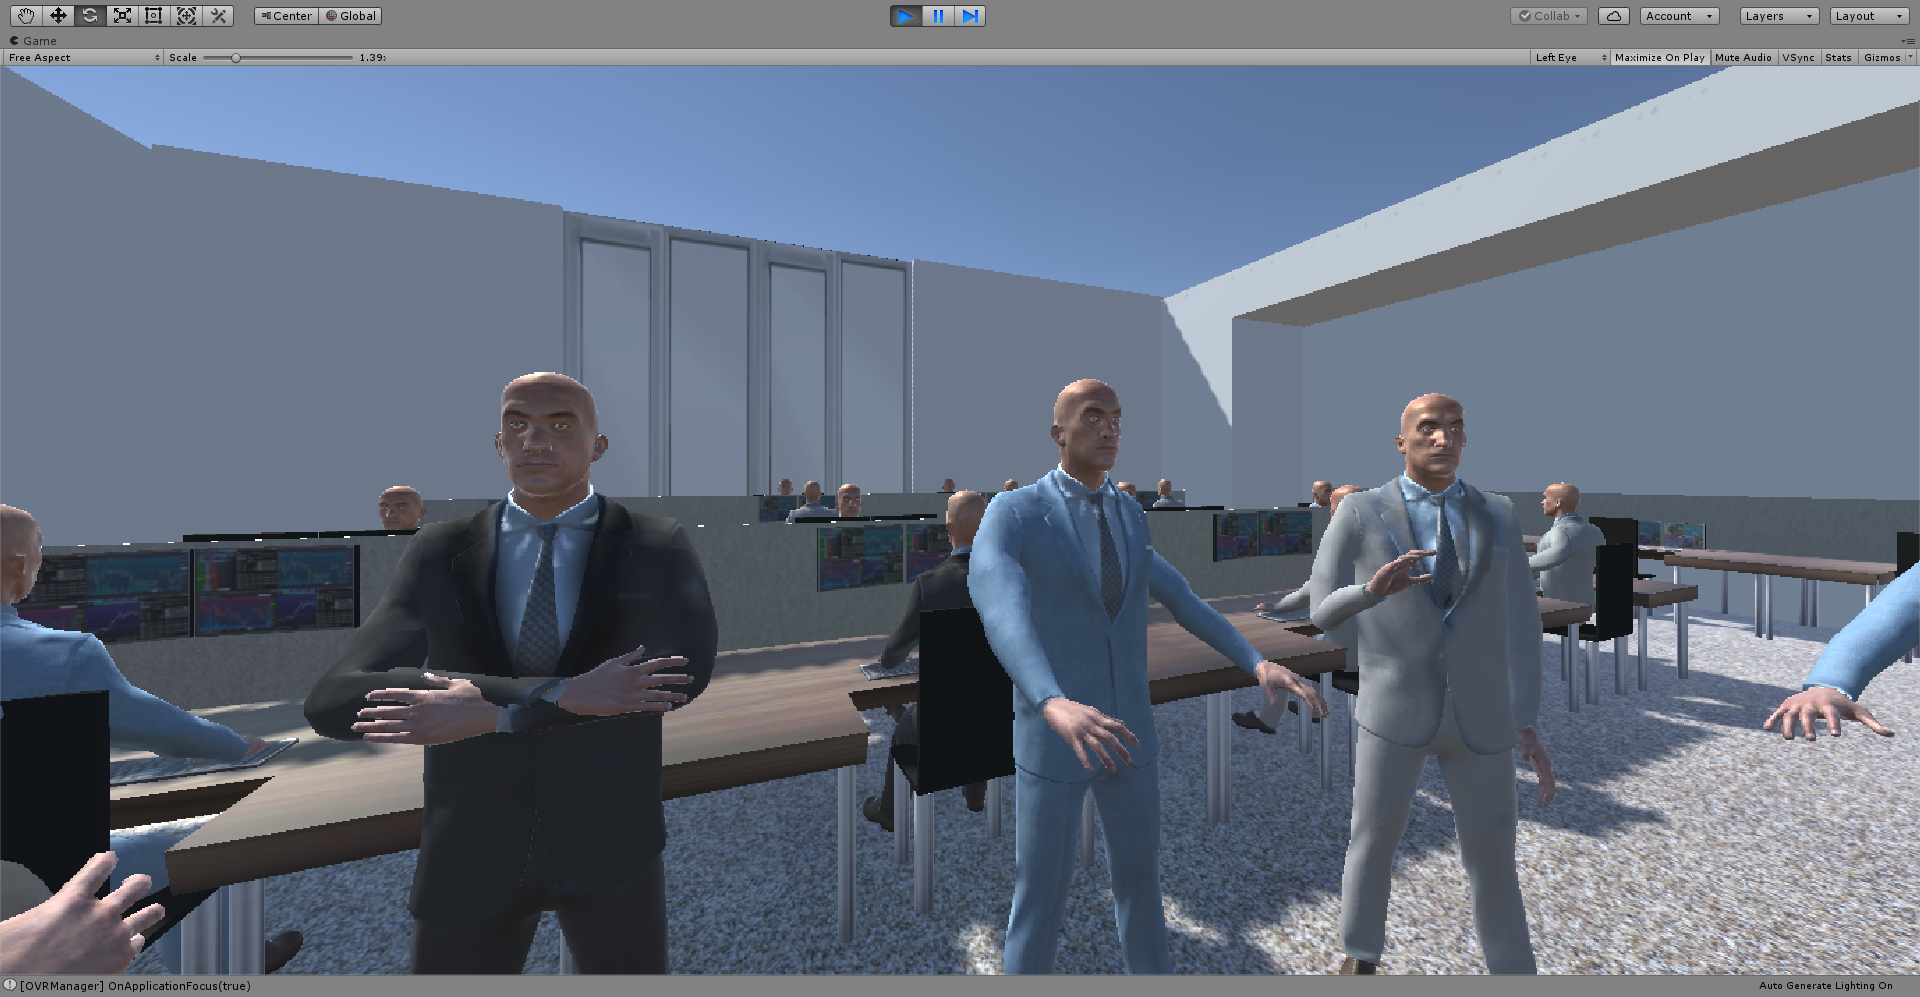 Center Global Collab Account Layers Layout
Game
Free Aspect Scale 1.39x Left Eye Maximize On Play Mute Audio VSync Stats Gizmos
[OVRManager] OnApplicationFocus(true) Auto Generate Lighting On